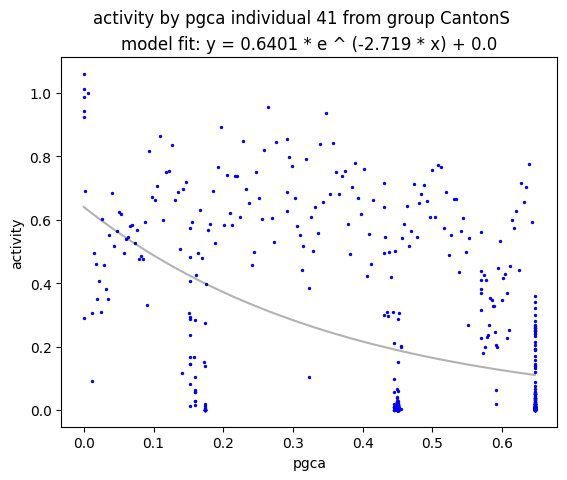 activity by pgca individual 41 from group CantonS
model fit: y = 0.6401 * e ^ (-2.719 * x) + 0.0
activity
1.0
0.8
0.6
0.4
0.2
0.0
0.0 0.1 0.2 0.3 0.4 0.5 0.6
pgca